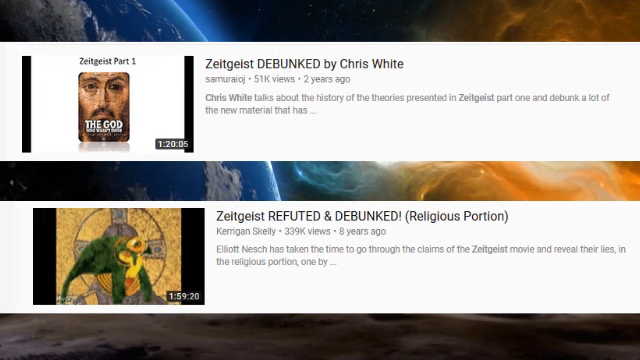 Zeitgeist Part 1
THE GOD
WHO WASN'T THERE
1:20:05
Zeitgeist DEBUNKED by Chris White
samuraioj • 51K views • 2 years ago
Chris White talks about the history of the theories presented in Zeitgeist part one and debunk a lot of
the new material that has ...
1:59:20
Zeitgeist REFUTED & DEBUNKED! (Religious Portion)
Kerrigan Skelly • 339K views • 8 years ago
Elliott Nesch has taken the time to go through the claims of the Zeitgeist movie and reveal their lies, in
the religious portion, one by ...